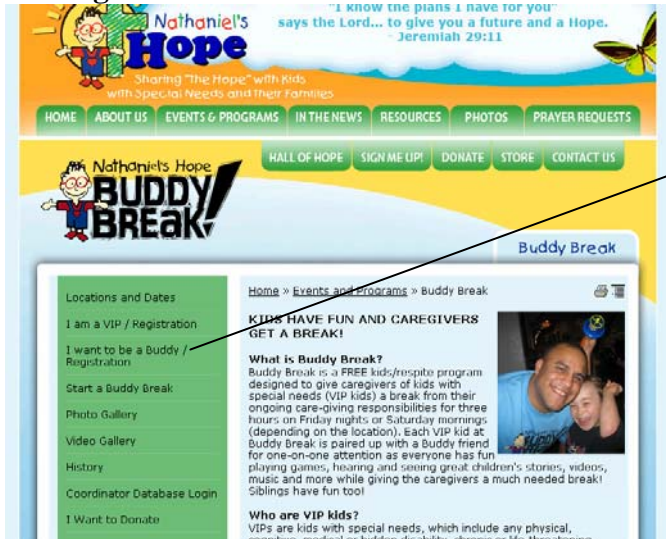 "I know the plans I have for you"
says the Lord... to give you a future and a Hope.
- Jeremiah 29:11
Nathaniel's
Hope
Sharing "The Hope" with Kids
with Special Needs and their Families
HOME ABOUT US EVENTS & PROGRAMS IN THE NEWS RESOURCES PHOTOS PRAYER REQUESTS
HALL OF HOPE SIGN ME UP! DONATE STORE CONTACT US
Nathaniel's Hope
BUDDY
BREAK!
Buddy Break
Locations and Dates
I am a VIP / Registration
I want to be a Buddy /
Registration
Start a Buddy Break
Photo Gallery
Video Gallery
History
Coordinator Database Login
I Want to Donate
Home » Events and Programs » Buddy Break
KIDS HAVE FUN AND CAREGIVERS
GET A BREAK!
What is Buddy Break?
Buddy Break is a FREE kids/respite program
designed to give caregivers of kids with
special needs (VIP kids) a break from their
ongoing care-giving responsibilities for three
hours on Friday nights or Saturday mornings
(depending on the location). Each VIP kid at
Buddy Break is paired up with a Buddy friend
for one-on-one attention as everyone has fun
playing games, hearing and seeing great children's stories, videos,
music and more while giving the caregivers a much needed break!
Siblings have fun too!
Who are VIP kids?
VIPs are kids with special needs, which include any physical,